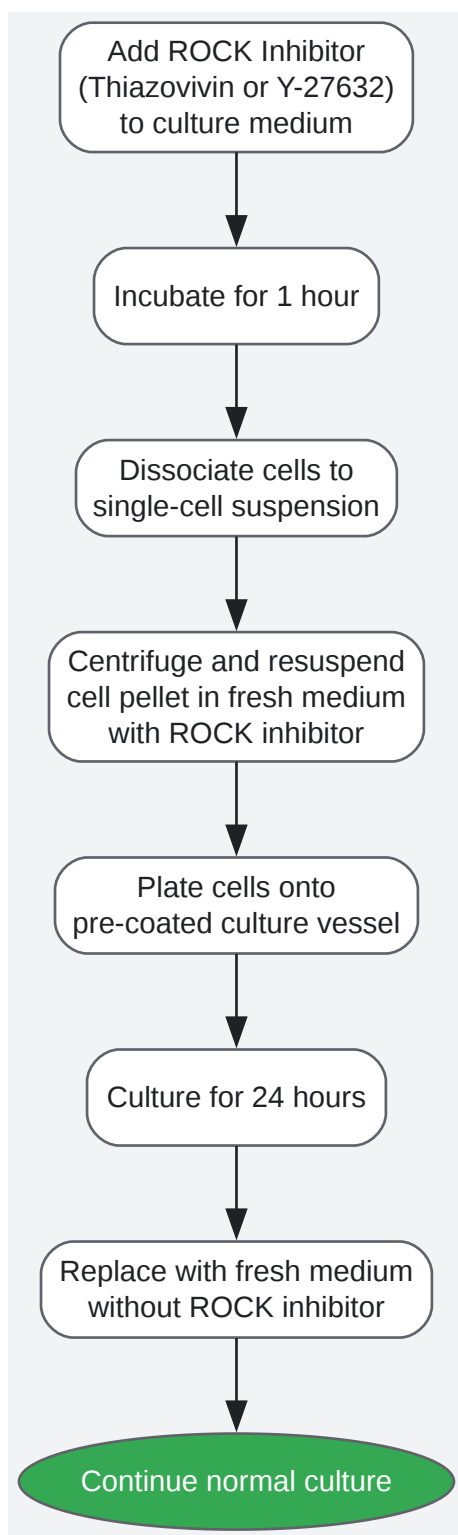 Add ROCK Inhibitor
(Thiazovivin or Y-27632)
to culture medium
Incubate for 1 hour
Dissociate cells to
single-cell suspension
Centrifuge and resuspend
cell pellet in fresh medium
with ROCK inhibitor
Plate cells onto
pre-coated culture vessel
Culture for 24 hours
Replace with fresh medium
without ROCK inhibitor
Continue normal culture